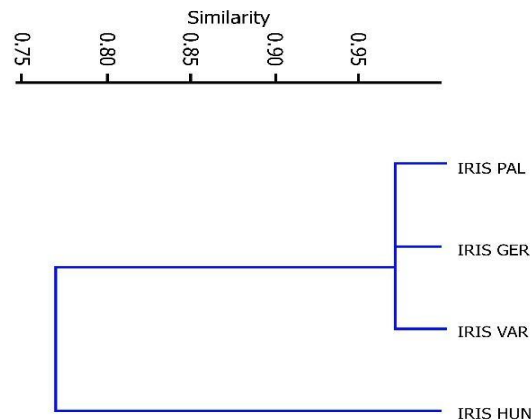 Similarity
0.75 0.80 0.85 0.90 0.95
IRIS PAL
IRIS GER
IRIS VAR
IRIS HUN